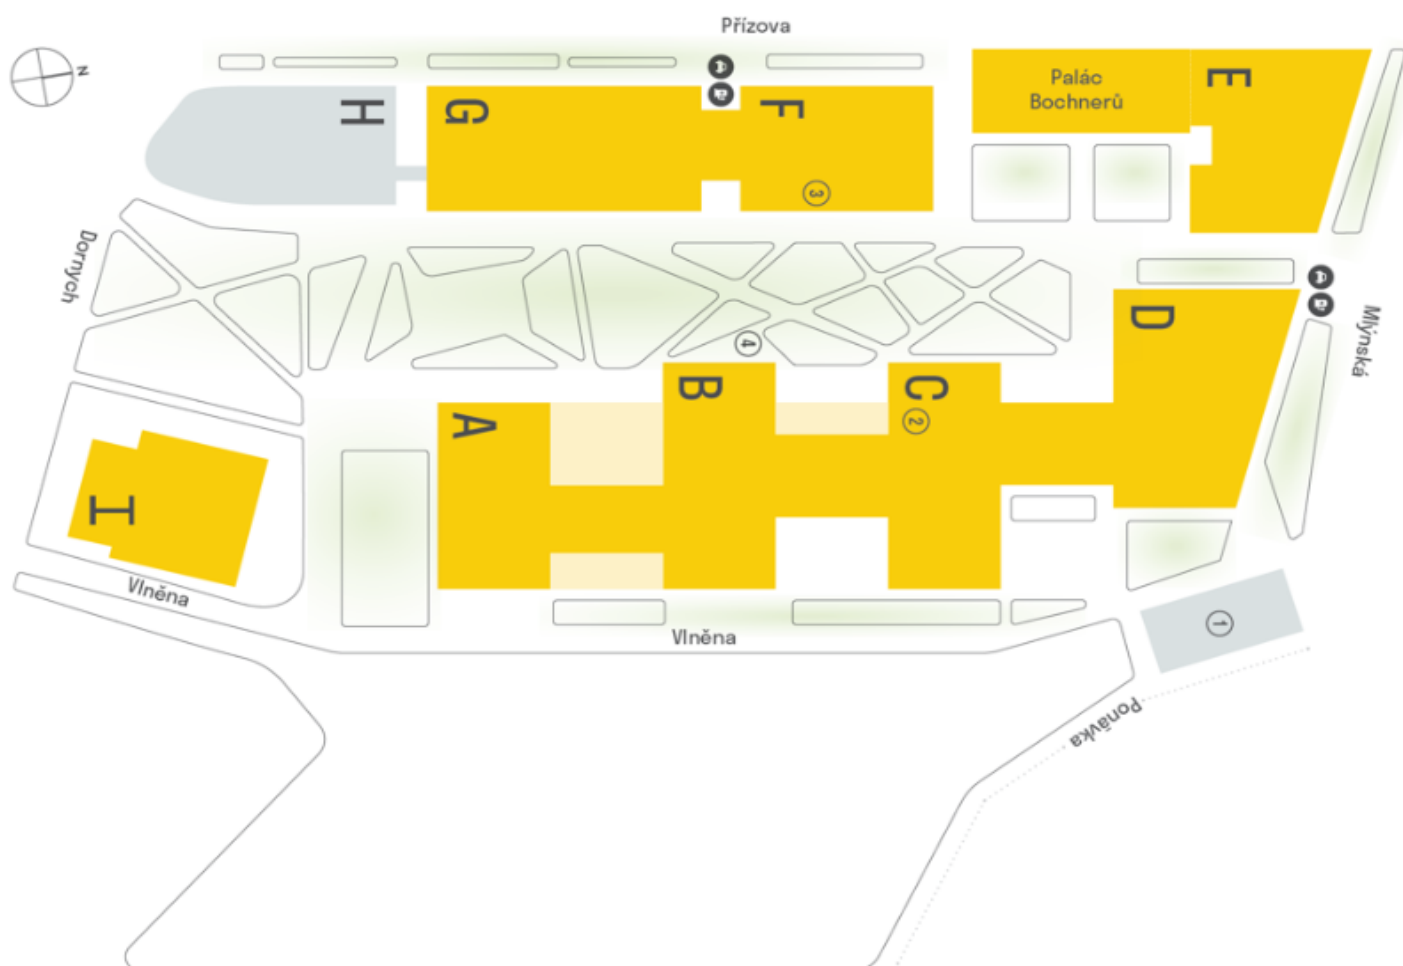 Přízova
N
H
G
F
Palác
Bochnerů
E
3
Dornych
D
Mlýnská
4
B
C
2
A
I
Vlněna
Vlněna
1
Ponávka